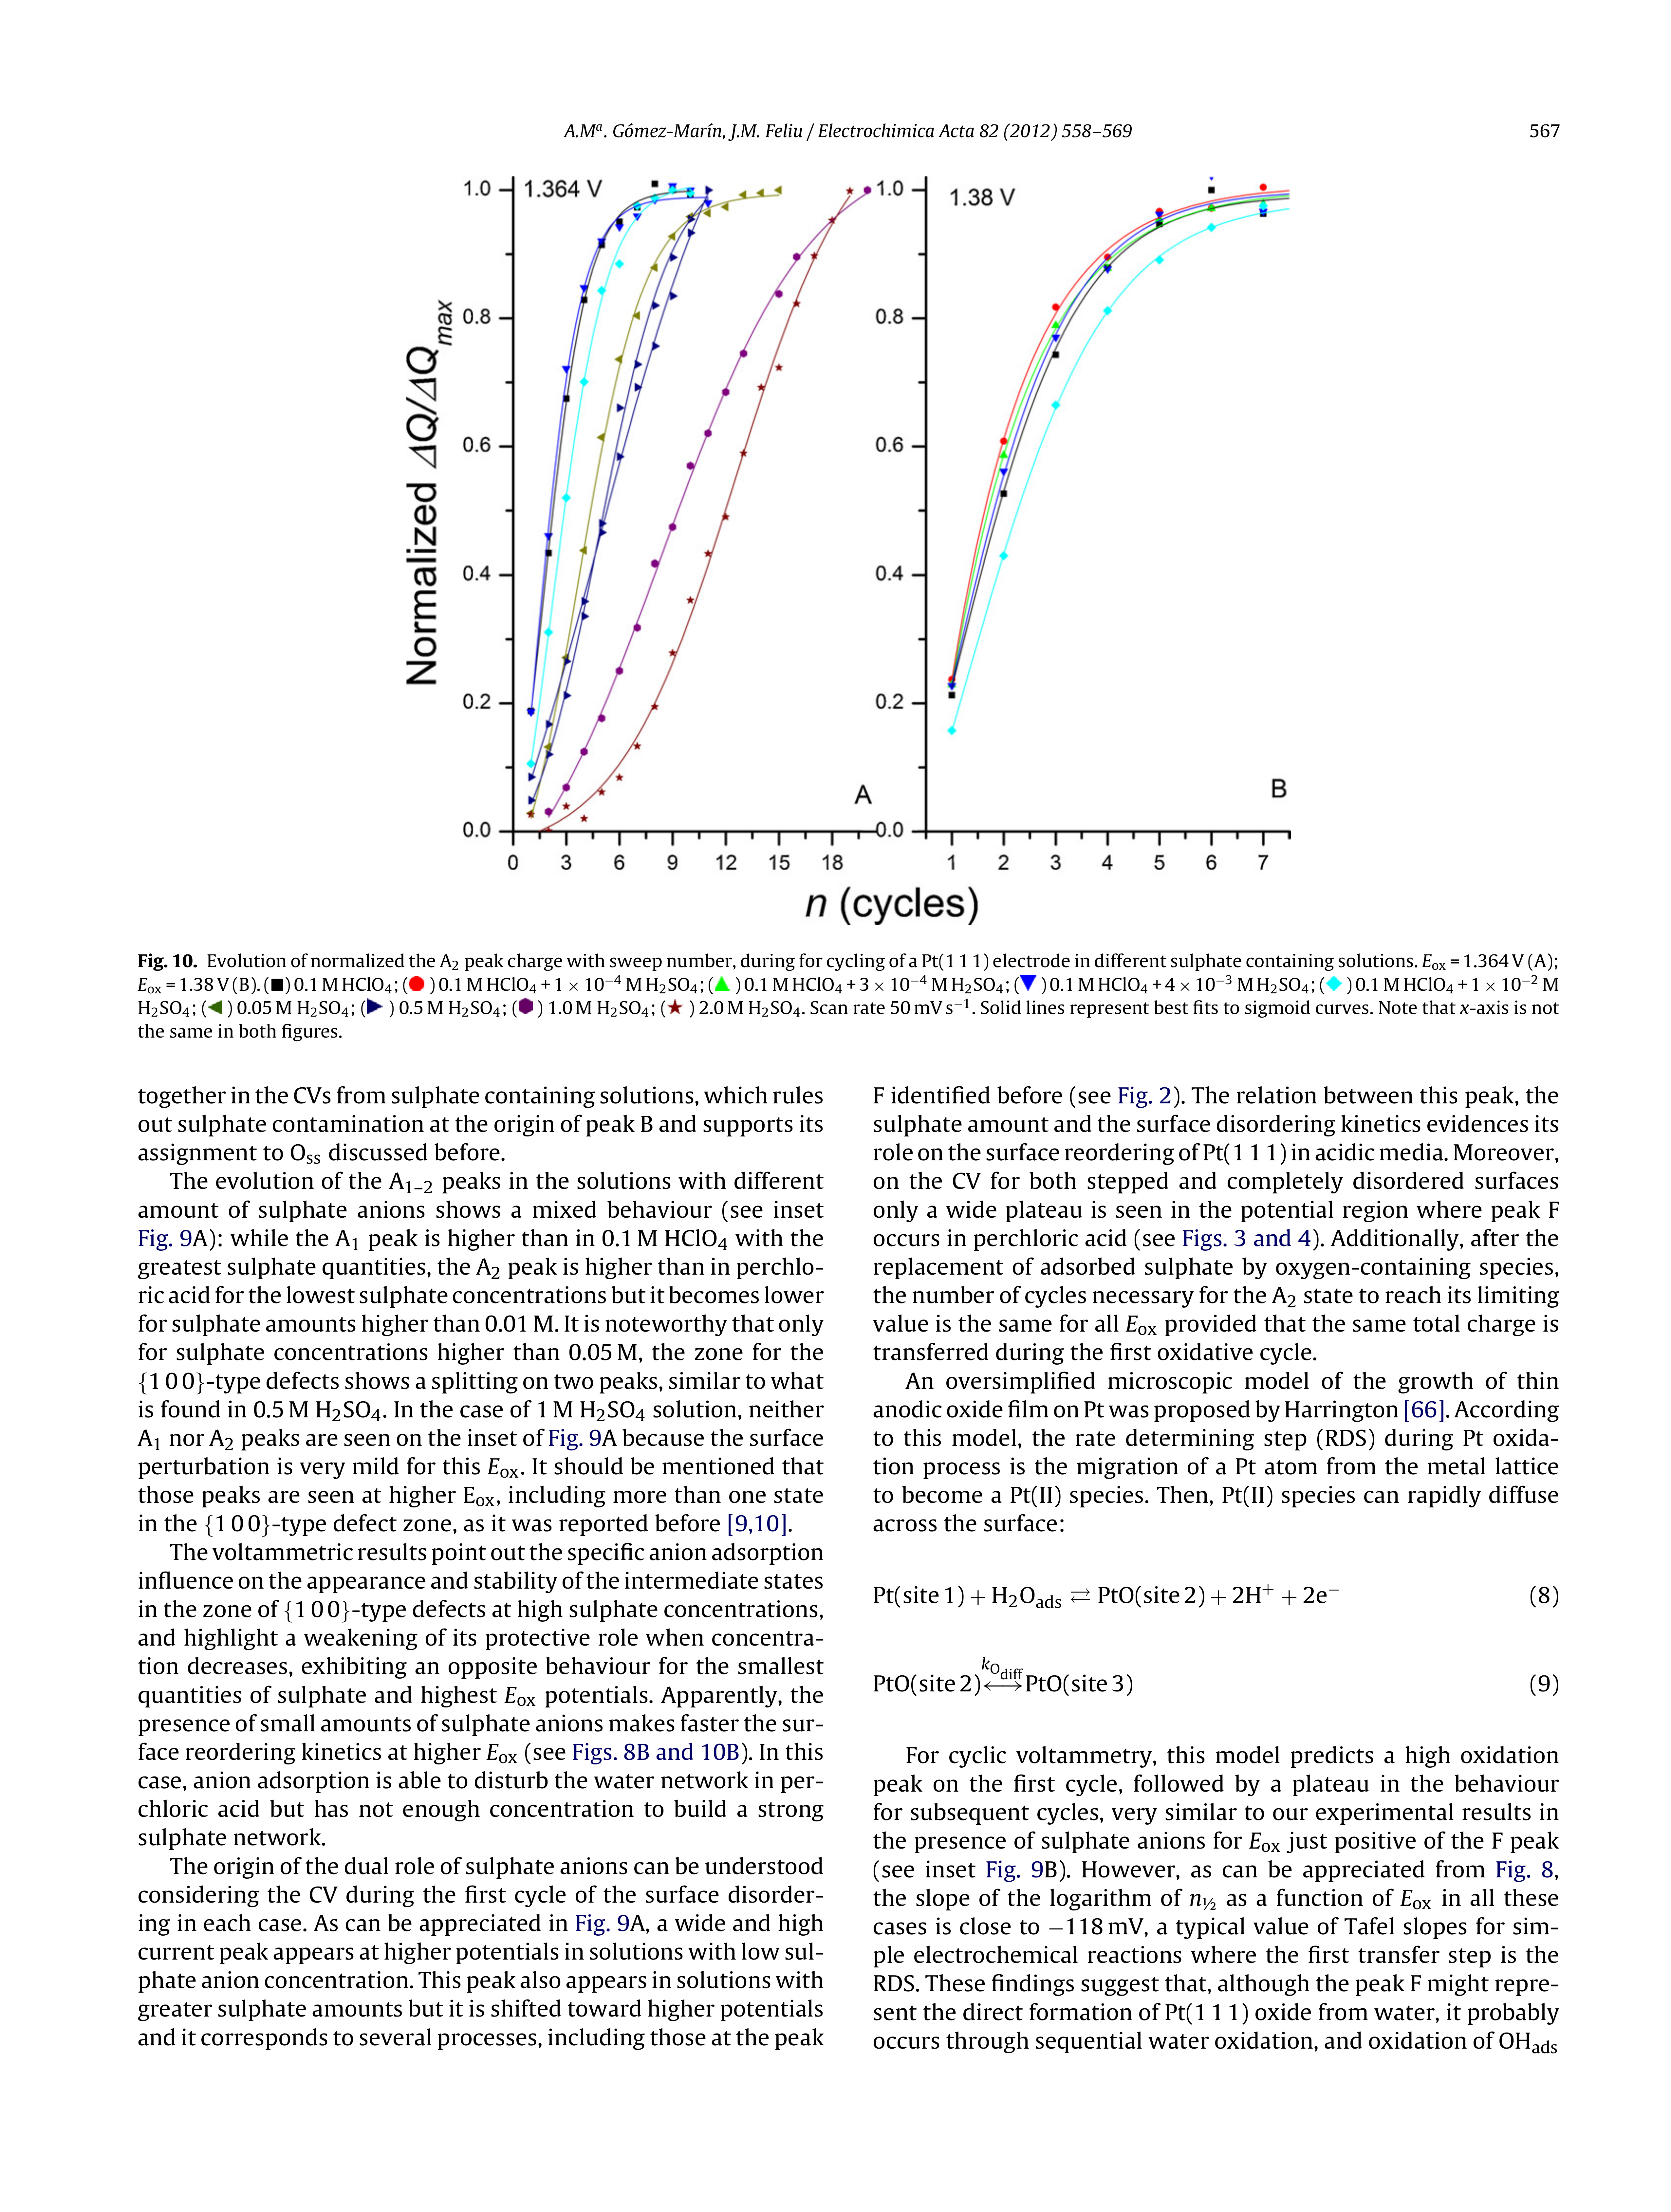 A.Mª. Gómez-Marín, J.M. Feliu / Electrochimica Acta 82 (2012) 558–569
567
1.0
0.8
0.6
0.4
0.2
0.0
Normalized ΔQ/ΔQmax
1.364 V
A
0 3 6 9 12 15 18
1.0
0.8
0.6
0.4
0.2
0.0
1.38 V
B
1 2 3 4 5 6 7
n (cycles)
Fig. 10. Evolution of normalized the A2 peak charge with sweep number, during for cycling of a Pt(1 1 1) electrode in different sulphate containing solutions. Eox = 1.364 V (A);
Eox = 1.38 V (B). (■) 0.1 M HClO4; (●) 0.1 M HClO4 + 1 × 10−4 M H2SO4; (▲) 0.1 M HClO4 + 3 × 10−4 M H2SO4; (▼) 0.1 M HClO4 + 4 × 10−3 M H2SO4; (◆) 0.1 M HClO4 + 1 × 10−2 M
H2SO4; (◀) 0.05 M H2SO4; (▶) 0.5 M H2SO4; (⬢) 1.0 M H2SO4; (★) 2.0 M H2SO4. Scan rate 50 mV s−1. Solid lines represent best fits to sigmoid curves. Note that x-axis is not
the same in both figures.
together in the CVs from sulphate containing solutions, which rules
out sulphate contamination at the origin of peak B and supports its
assignment to Oss discussed before.
The evolution of the A1–2 peaks in the solutions with different
amount of sulphate anions shows a mixed behaviour (see inset
Fig. 9A): while the A1 peak is higher than in 0.1 M HClO4 with the
greatest sulphate quantities, the A2 peak is higher than in perchlo-
ric acid for the lowest sulphate concentrations but it becomes lower
for sulphate amounts higher than 0.01 M. It is noteworthy that only
for sulphate concentrations higher than 0.05 M, the zone for the
{1 0 0}-type defects shows a splitting on two peaks, similar to what
is found in 0.5 M H2SO4. In the case of 1 M H2SO4 solution, neither
A1 nor A2 peaks are seen on the inset of Fig. 9A because the surface
perturbation is very mild for this Eox. It should be mentioned that
those peaks are seen at higher Eox, including more than one state
in the {1 0 0}-type defect zone, as it was reported before [9,10].
The voltammetric results point out the specific anion adsorption
influence on the appearance and stability of the intermediate states
in the zone of {1 0 0}-type defects at high sulphate concentrations,
and highlight a weakening of its protective role when concentra-
tion decreases, exhibiting an opposite behaviour for the smallest
quantities of sulphate and highest Eox potentials. Apparently, the
presence of small amounts of sulphate anions makes faster the sur-
face reordering kinetics at higher Eox (see Figs. 8B and 10B). In this
case, anion adsorption is able to disturb the water network in per-
chloric acid but has not enough concentration to build a strong
sulphate network.
The origin of the dual role of sulphate anions can be understood
considering the CV during the first cycle of the surface disorder-
ing in each case. As can be appreciated in Fig. 9A, a wide and high
current peak appears at higher potentials in solutions with low sul-
phate anion concentration. This peak also appears in solutions with
greater sulphate amounts but it is shifted toward higher potentials
and it corresponds to several processes, including those at the peak
F identified before (see Fig. 2). The relation between this peak, the
sulphate amount and the surface disordering kinetics evidences its
role on the surface reordering of Pt(1 1 1) in acidic media. Moreover,
on the CV for both stepped and completely disordered surfaces
only a wide plateau is seen in the potential region where peak F
occurs in perchloric acid (see Figs. 3 and 4). Additionally, after the
replacement of adsorbed sulphate by oxygen-containing species,
the number of cycles necessary for the A2 state to reach its limiting
value is the same for all Eox provided that the same total charge is
transferred during the first oxidative cycle.
An oversimplified microscopic model of the growth of thin
anodic oxide film on Pt was proposed by Harrington [66]. According
to this model, the rate determining step (RDS) during Pt oxida-
tion process is the migration of a Pt atom from the metal lattice
to become a Pt(II) species. Then, Pt(II) species can rapidly diffuse
across the surface:
Pt(site 1) + H2Oads ⇄ PtO(site 2) + 2H+ + 2e− (8)
PtO(site 2) kOdiff ⟷ PtO(site 3) (9)
For cyclic voltammetry, this model predicts a high oxidation
peak on the first cycle, followed by a plateau in the behaviour
for subsequent cycles, very similar to our experimental results in
the presence of sulphate anions for Eox just positive of the F peak
(see inset Fig. 9B). However, as can be appreciated from Fig. 8,
the slope of the logarithm of n½ as a function of Eox in all these
cases is close to −118 mV, a typical value of Tafel slopes for sim-
ple electrochemical reactions where the first transfer step is the
RDS. These findings suggest that, although the peak F might repre-
sent the direct formation of Pt(1 1 1) oxide from water, it probably
occurs through sequential water oxidation, and oxidation of OHads